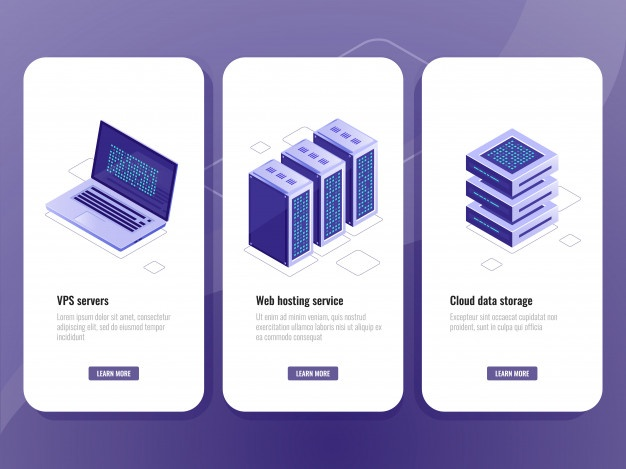 VPS servers
Lorem ipsum dolor sit amet, consectetur
adipiscing elit, sed do eiusmod tempor
incididunt
LEARN MORE
Web hosting service
Ut enim ad minim veniam, quis nostrud
exercitation ullamco laboris nisi ut aliquip ex ea
commodo consequat
LEARN MORE
Cloud data storage
Excepteur sint occaecat cupidatat non
proident, sunt in culpa qui officia
LEARN MORE